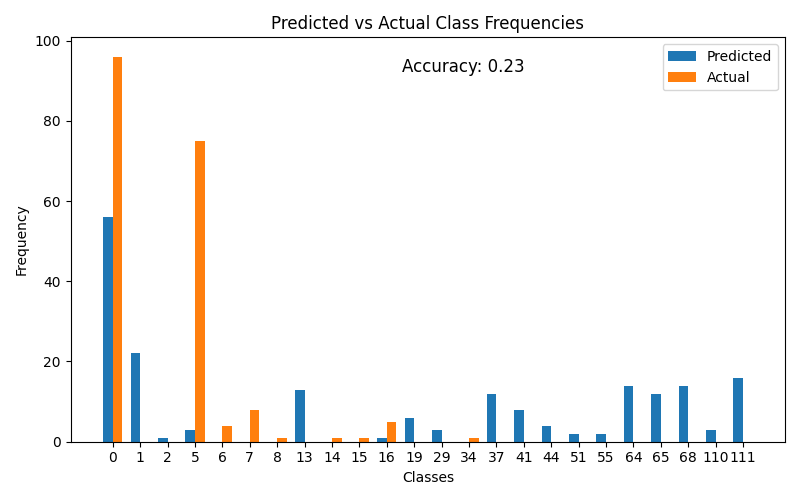 Predicted vs Actual Class Frequencies
100
80
60
40
20
0
Frequency
Accuracy: 0.23
Predicted
Actual
0 1 2 5 6 7 8 13 14 15 16 19 29 34 37 41 44 51 55 64 65 68 110 111
Classes